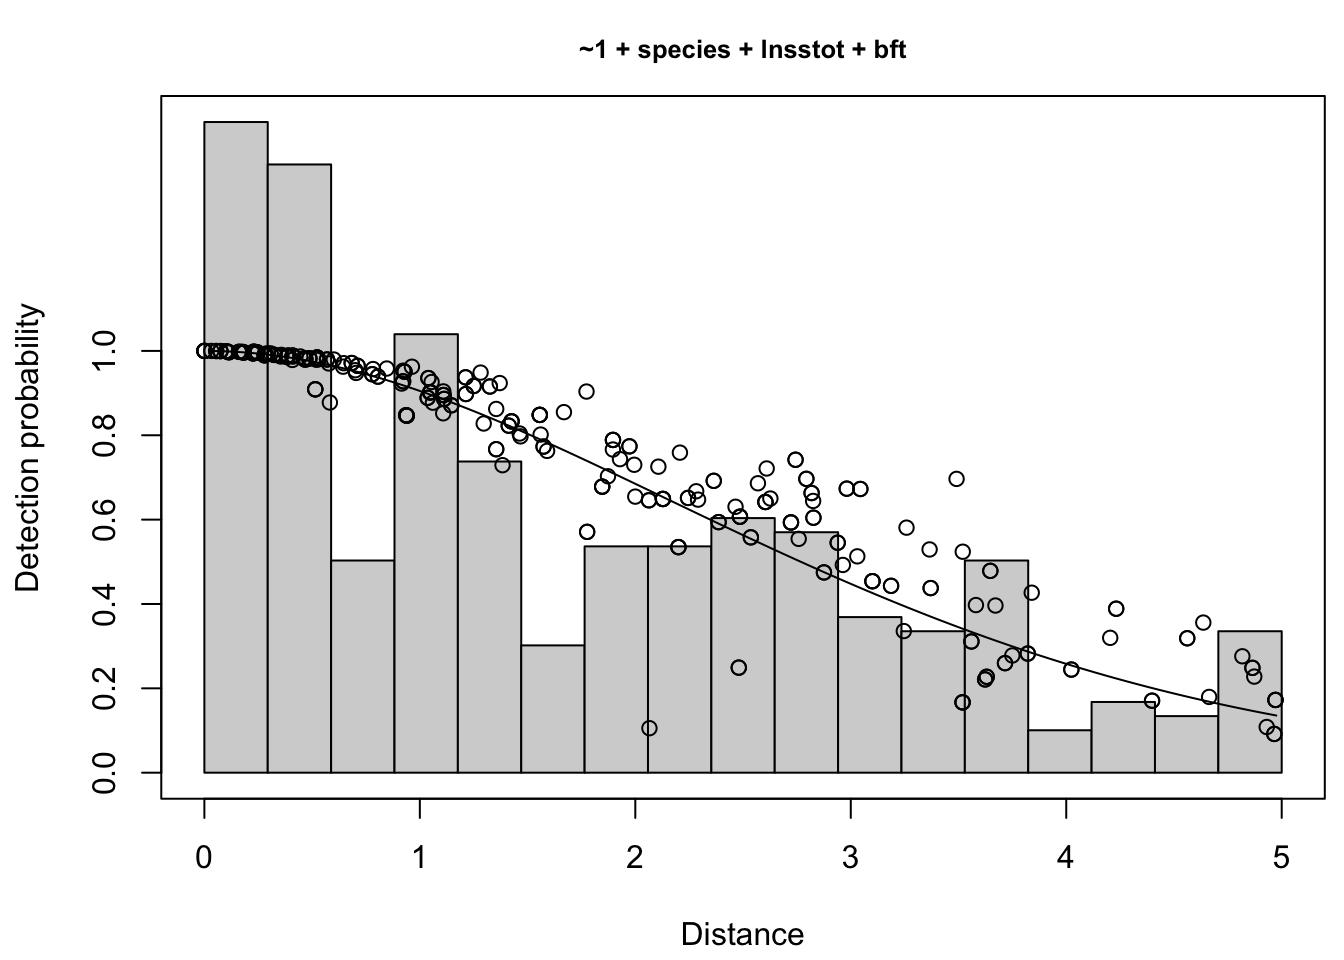 ~1 + species + lnsstot + bft
Detection probability
1.0
0.8
0.6
0.4
0.2
0.0
0 1 2 3 4 5
Distance